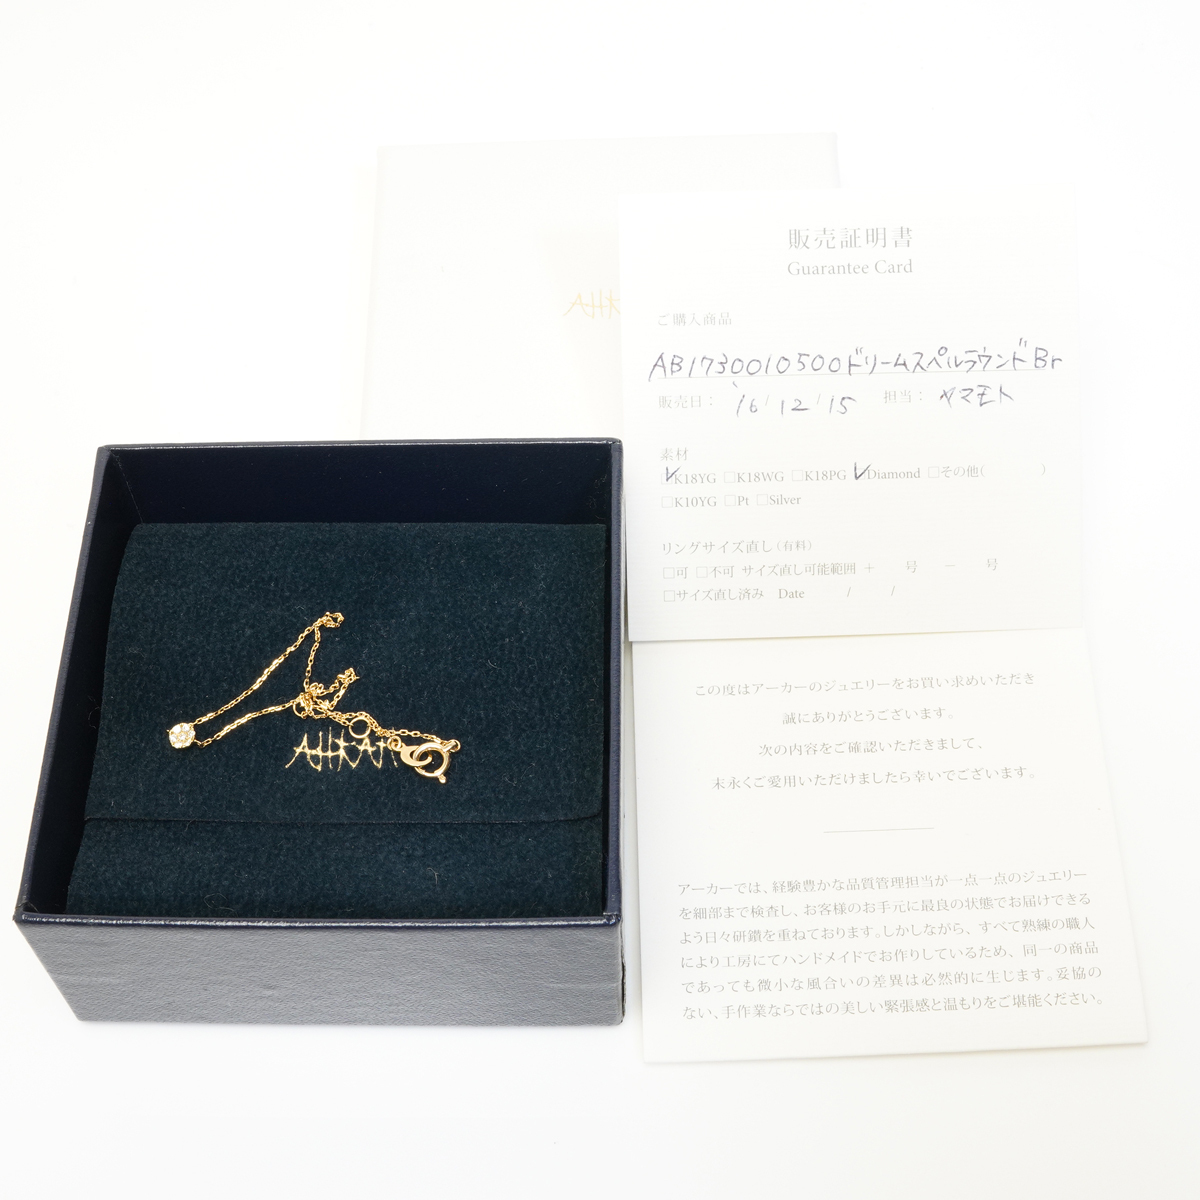 AHKAH
販売証明書
Guarantee Card
ご購入商品
AB1730010500ドリームスペルラウンドBr
販売日： '16/12/15 担当： ヤマモト
素材
☑K18YG □K18WG □K18PG ☑Diamond □その他( )
□K10YG □Pt □Silver
リングサイズ直し（有料）
□可 □不可 サイズ直し可能範囲 ＋ 号 － 号
□サイズ直し済み Date / /
この度はアーカーのジュエリーをお買い求めいただき
誠にありがとうございます。
次の内容をご確認いただきまして、
末永くご愛用いただけましたら幸いでございます。
アーカーでは、経験豊かな品質管理担当が一点一点のジュエリー
を細部まで検査し、お客様のお手元に最良の状態でお届けできる
よう日々研鑽を重ねております。しかしながら、すべて熟練の職人
により工房にてハンドメイドでお作りしているため、同一の商品
であっても微小な風合いの差異は必然的に生じます。妥協の
ない、手作業ならではの美しい緊張感と温もりをご堪能ください。